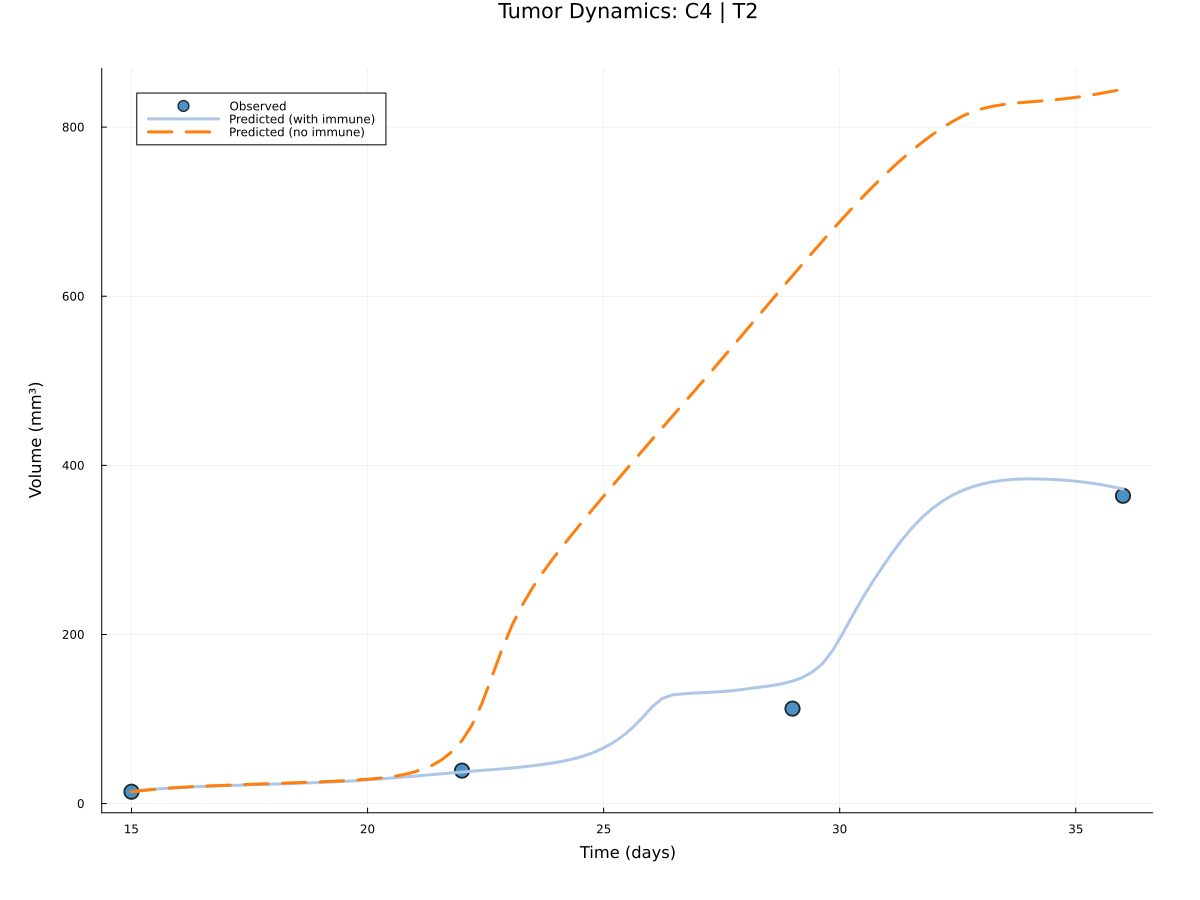 Tumor Dynamics: C4 | T2
Observed
Predicted (with immune)
Predicted (no immune)
800
600
400
200
0
Volume (mm³)
15
20
25
30
35
Time (days)